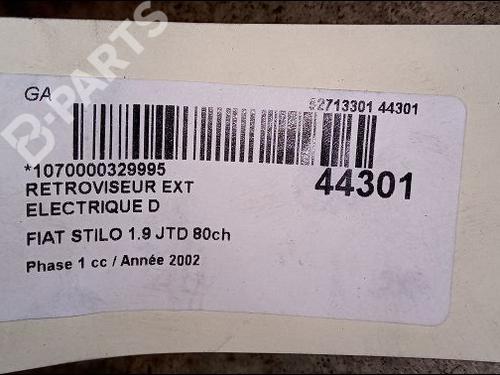 GA
62713301 44301
B-PARTS
*1070000329995
RETROVISEUR EXT
ELECTRIQUE D
44301
FIAT STILO 1.9 JTD 80ch
Phase 1 cc / Année 2002